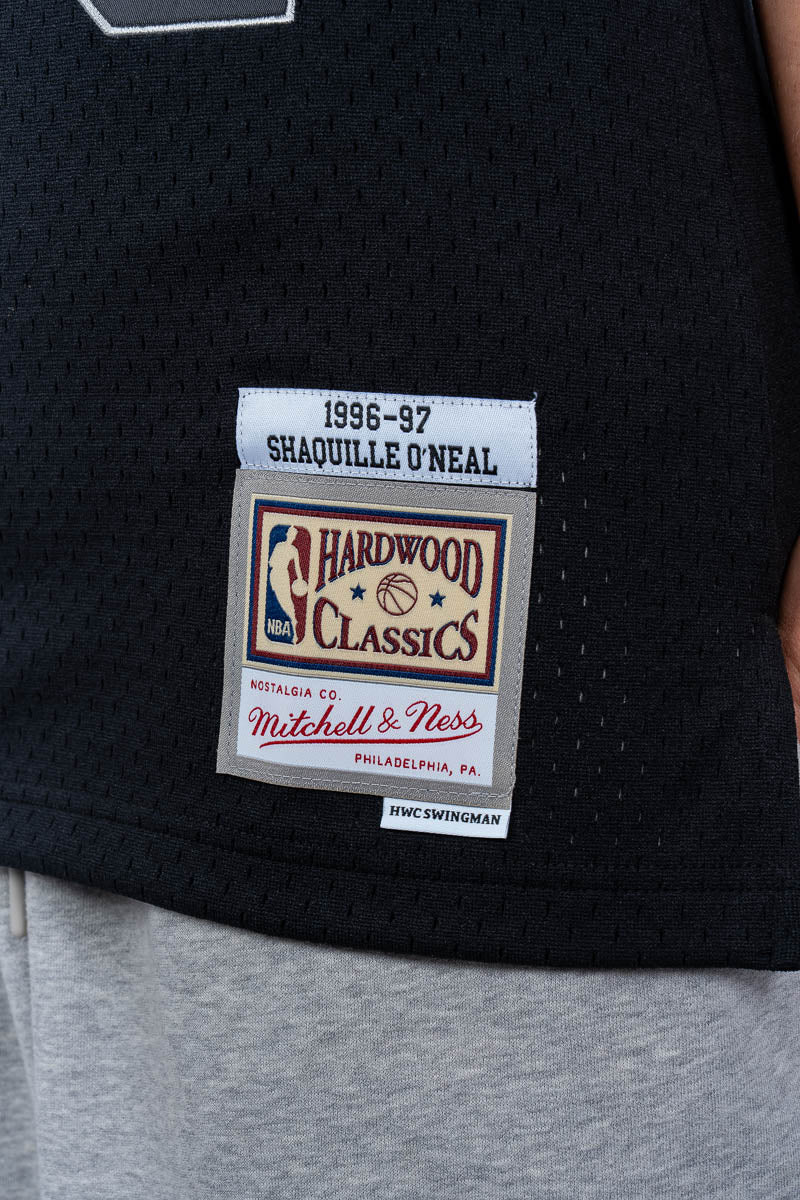 1996-97
SHAQUILLE O'NEAL
HARDWOOD
CLASSICS
NBA
NOSTALGIA CO.
Mitchell & Ness
PHILADELPHIA, PA.
HWC SWINGMAN